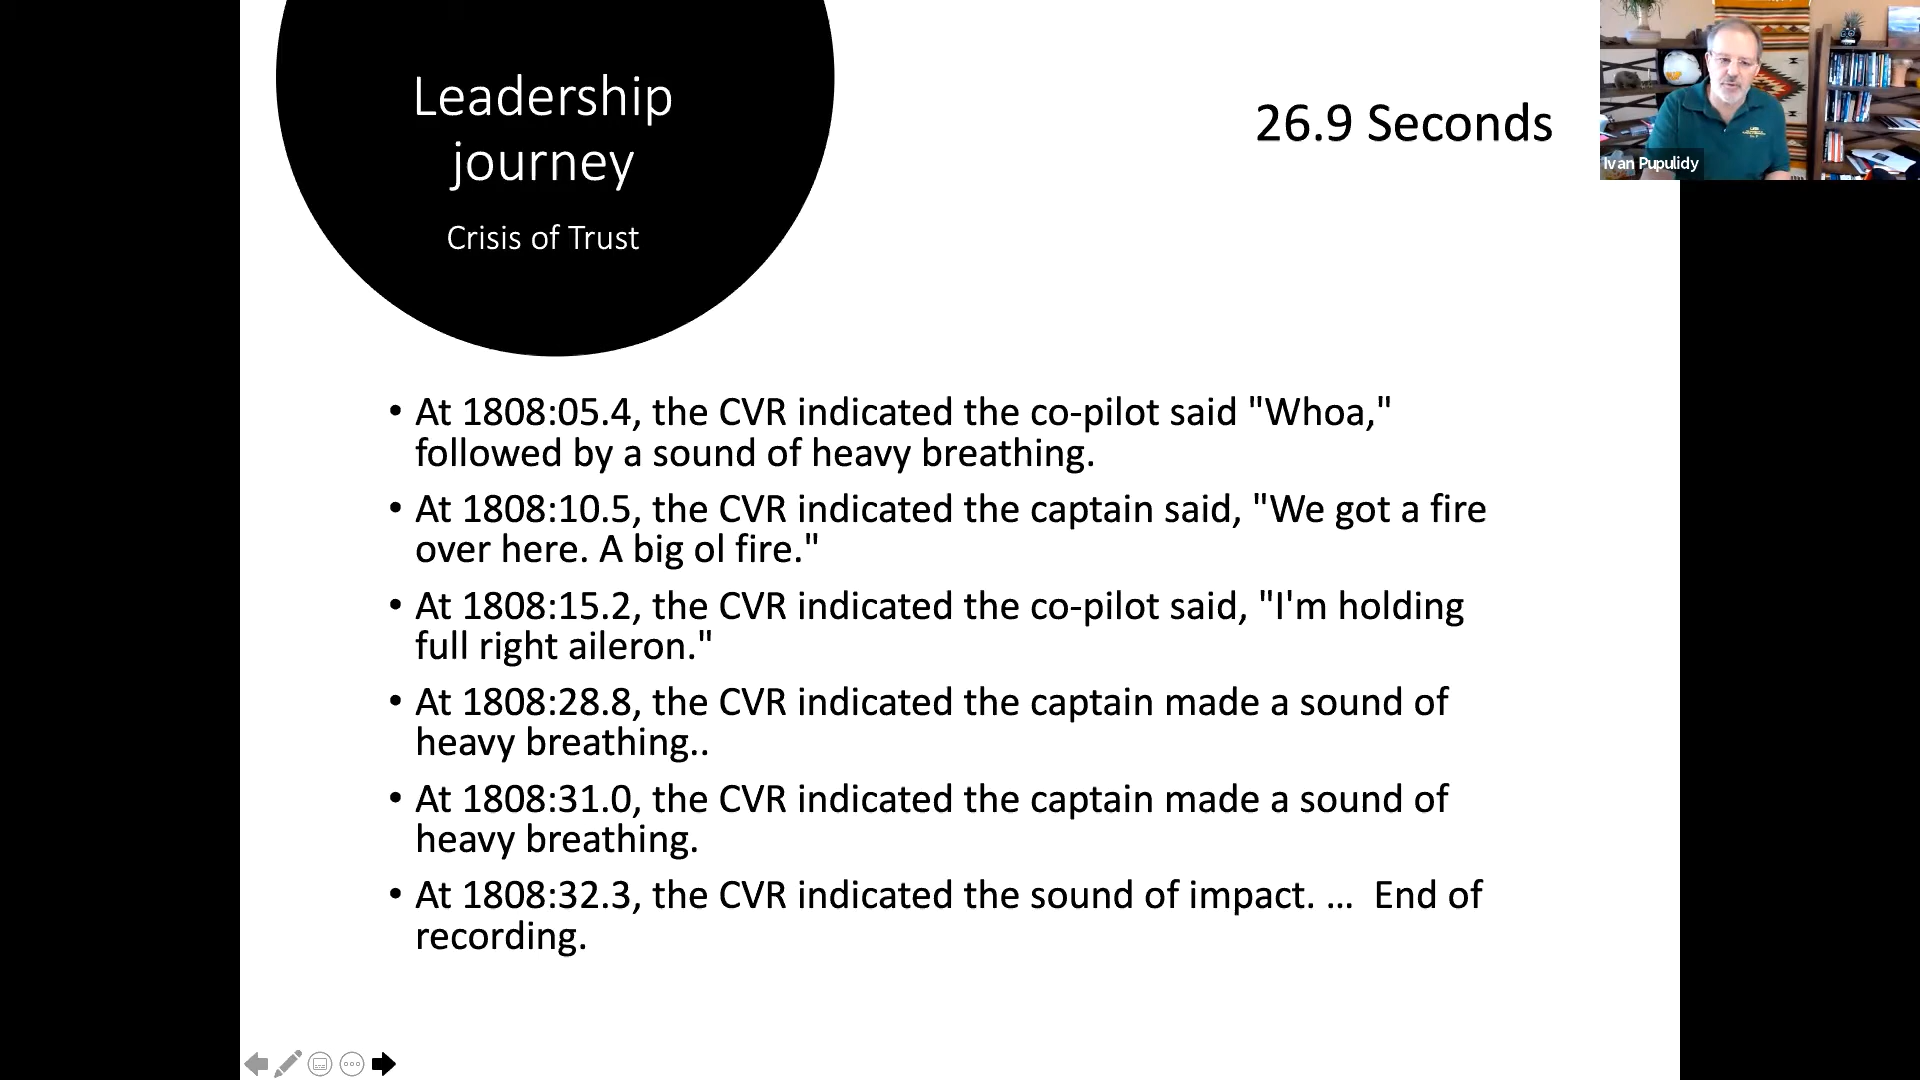 Leadership
journey
Crisis of Trust
26.9 Seconds
Ivan Pupulidy
• At 1808:05.4, the CVR indicated the co-pilot said "Whoa,"
followed by a sound of heavy breathing.
• At 1808:10.5, the CVR indicated the captain said, "We got a fire
over here. A big ol fire."
• At 1808:15.2, the CVR indicated the co-pilot said, "I'm holding
full right aileron."
• At 1808:28.8, the CVR indicated the captain made a sound of
heavy breathing..
• At 1808:31.0, the CVR indicated the captain made a sound of
heavy breathing.
• At 1808:32.3, the CVR indicated the sound of impact. ...  End of
recording.